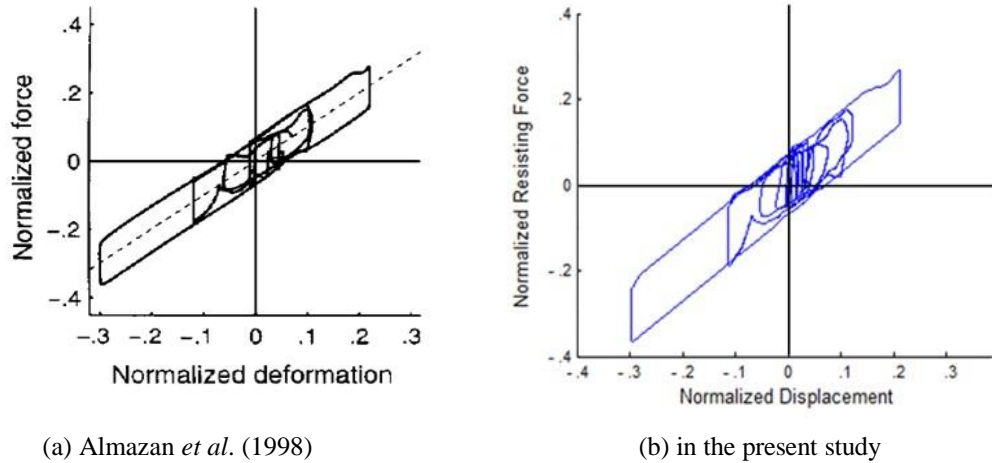 .4
.2
0
-.2
-.4
Normalized force
-.3 -.2 -.1 0 .1 .2 .3
Normalized deformation
(a) Almazan et al. (1998)
.4
.2
0
-.2
-.4
Normalized Resisting Force
-.4 -.3 -.2 -.1 0 .1 .2 .3
Normalized Displacement
(b) in the present study